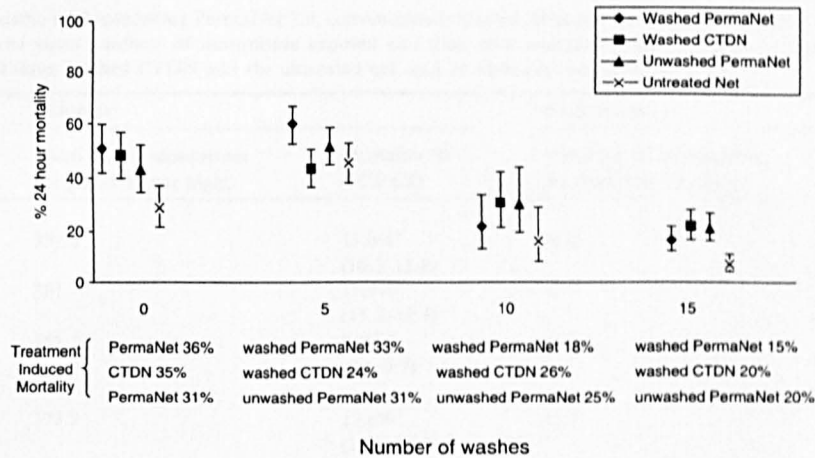 Washed PermaNet
Washed CTDN
Unwashed PermaNet
Untreated Net
100
80
60
40
20
0
% 24 hour mortality
0 5 10 15
Treatment Induced Mortality
PermaNet 36% washed PermaNet 33% washed PermaNet 18% washed PermaNet 15%
CTDN 35% washed CTDN 24% washed CTDN 26% washed CTDN 20%
PermaNet 31% unwashed PermaNet 31% unwashed PermaNet 25% unwashed PermaNet 20%
Number of washes